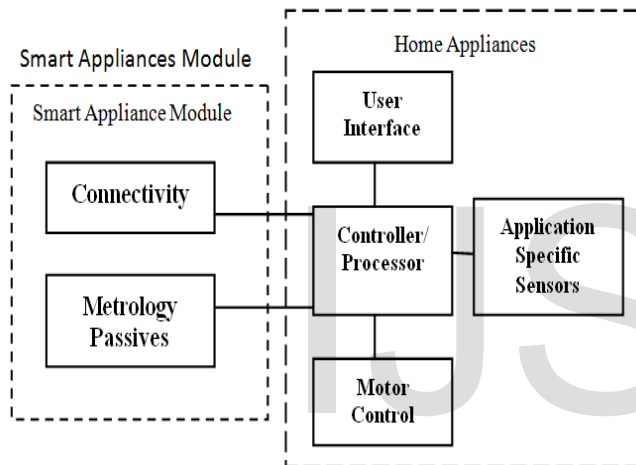 Smart Appliances Module
Smart Appliance Module
Connectivity
Metrology
Passives
Home Appliances
User
Interface
Controller/
Processor
Application
Specific
Sensors
Motor
Control
IJS